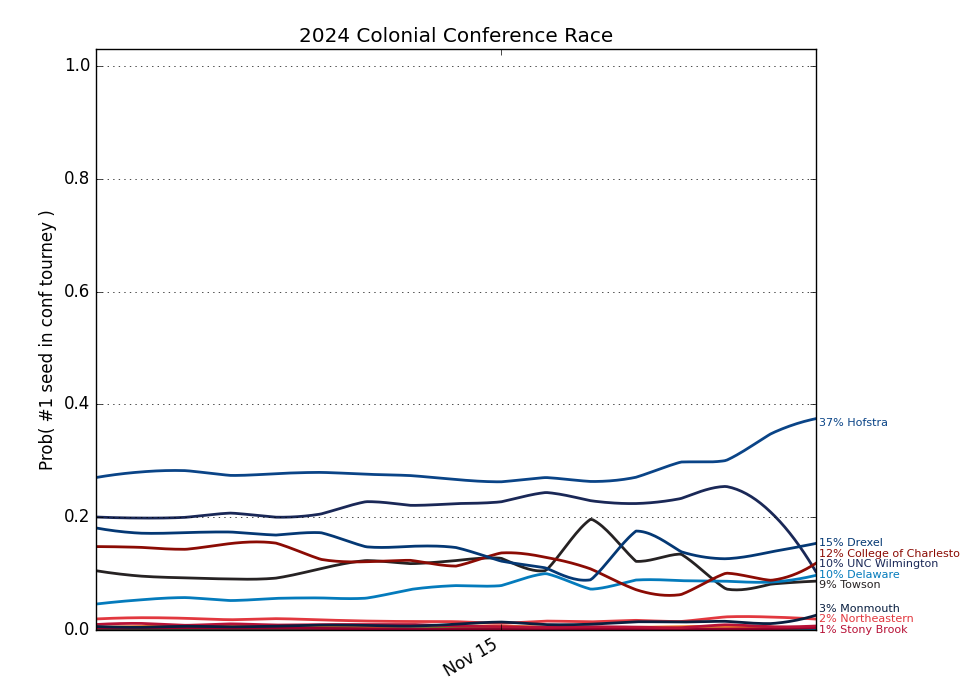 2024 Colonial Conference Race
Prob( #1 seed in conf tourney )
1.0
0.8
0.6
0.4
0.2
0.0
Nov 15
37% Hofstra
15% Drexel
12% College of Charlesto
10% UNC Wilmington
10% Delaware
9% Towson
3% Monmouth
2% Northeastern
1% Stony Brook